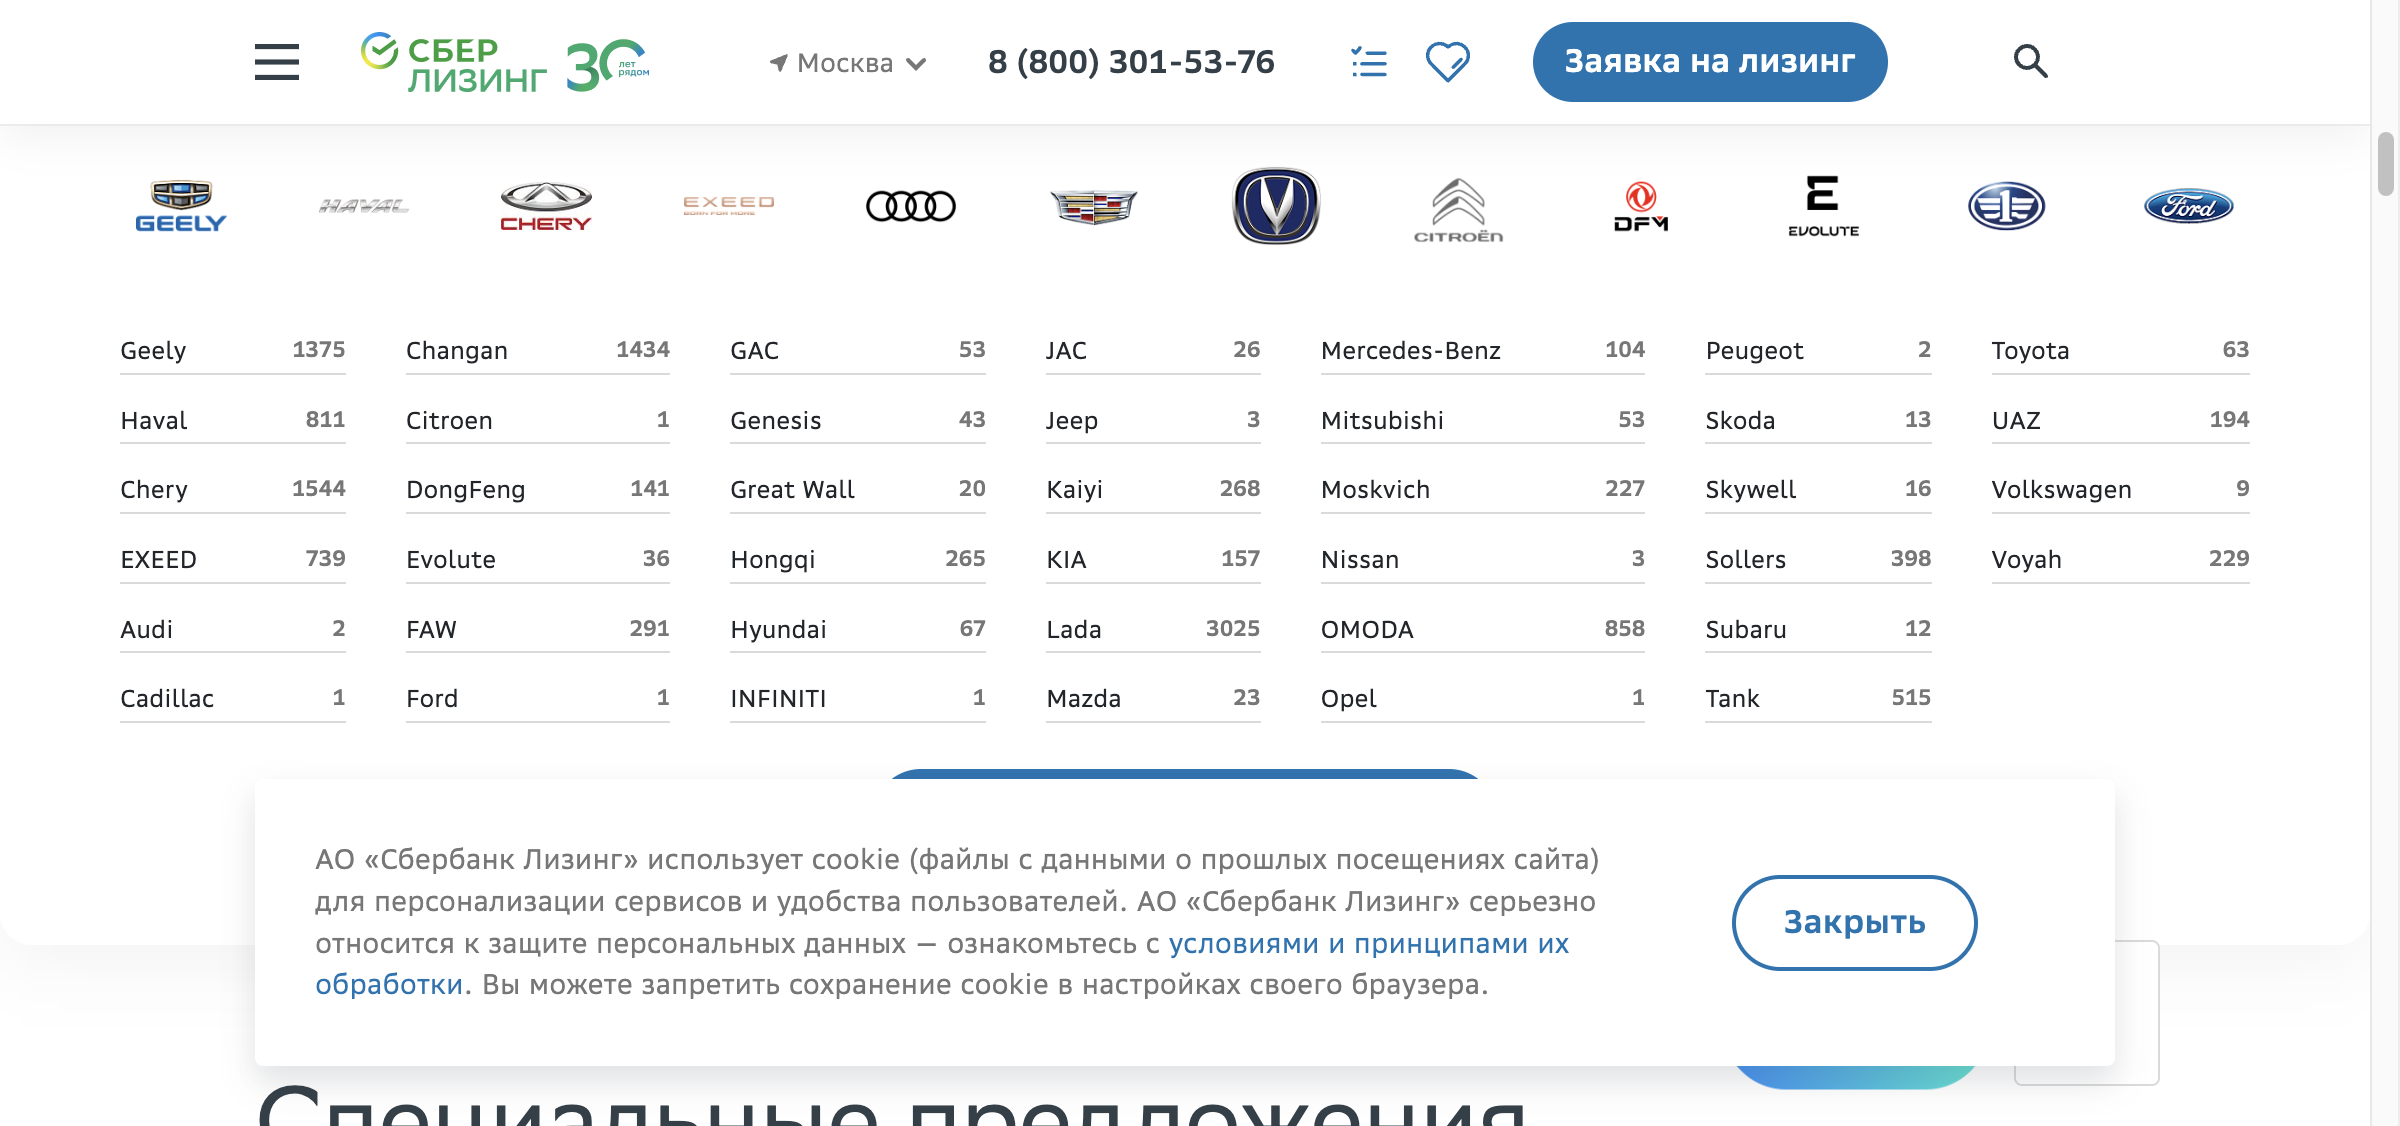 СБЕР
ЛИЗИНГ
30 лет рядом
Москва
8 (800) 301-53-76
Заявка на лизинг
GEELY
HAVAL
CHERY
EXEED
BORN FOR MORE
CITROËN
DFM
EVOLUTE
Ford
Geely 1375 Changan 1434 GAC 53 JAC 26 Mercedes-Benz 104 Peugeot 2 Toyota 63
Haval 811 Citroen 1 Genesis 43 Jeep 3 Mitsubishi 53 Skoda 13 UAZ 194
Chery 1544 DongFeng 141 Great Wall 20 Kaiyi 268 Moskvich 227 Skywell 16 Volkswagen 9
EXEED 739 Evolute 36 Hongqi 265 KIA 157 Nissan 3 Sollers 398 Voyah 229
Audi 2 FAW 291 Hyundai 67 Lada 3025 OMODA 858 Subaru 12
Cadillac 1 Ford 1 INFINITI 1 Mazda 23 Opel 1 Tank 515
АО «Сбербанк Лизинг» использует cookie (файлы с данными о прошлых посещениях сайта)
для персонализации сервисов и удобства пользователей. АО «Сбербанк Лизинг» серьезно
относится к защите персональных данных — ознакомьтесь с условиями и принципами их
обработки. Вы можете запретить сохранение cookie в настройках своего браузера.
Закрыть
Специальные предложения